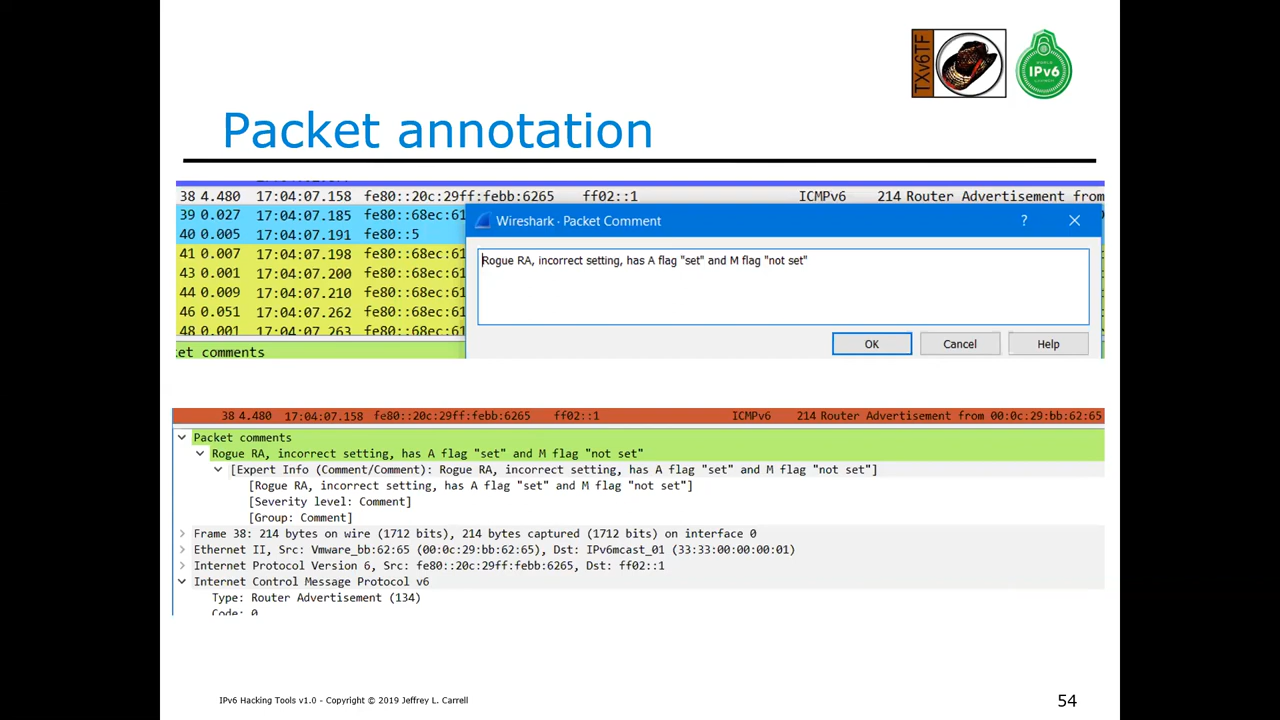 TXv6TF
WORLD
IPv6
LAUNCH
Packet annotation
38 4.480 17:04:07.158 fe80::20c:29ff:febb:6265 ff02::1 ICMPv6 214 Router Advertisement from
39 0.027 17:04:07.185 fe80::68ec:61
40 0.005 17:04:07.191 fe80::5
41 0.007 17:04:07.198 fe80::68ec:61
43 0.001 17:04:07.200 fe80::68ec:61
44 0.009 17:04:07.210 fe80::68ec:61
46 0.051 17:04:07.262 fe80::68ec:61
48 0.001 17:04:07.263 fe80::68ec:61
et comments
Wireshark · Packet Comment ?
Rogue RA, incorrect setting, has A flag "set" and M flag "not set"
OK Cancel Help
38 4.480 17:04:07.158 fe80::20c:29ff:febb:6265 ff02::1 ICMPv6 214 Router Advertisement from 00:0c:29:bb:62:65
Packet comments
Rogue RA, incorrect setting, has A flag "set" and M flag "not set"
[Expert Info (Comment/Comment): Rogue RA, incorrect setting, has A flag "set" and M flag "not set"]
[Rogue RA, incorrect setting, has A flag "set" and M flag "not set"]
[Severity level: Comment]
[Group: Comment]
Frame 38: 214 bytes on wire (1712 bits), 214 bytes captured (1712 bits) on interface 0
Ethernet II, Src: Vmware_bb:62:65 (00:0c:29:bb:62:65), Dst: IPv6mcast_01 (33:33:00:00:00:01)
Internet Protocol Version 6, Src: fe80::20c:29ff:febb:6265, Dst: ff02::1
Internet Control Message Protocol v6
Type: Router Advertisement (134)
Code: 0
IPv6 Hacking Tools v1.0 - Copyright © 2019 Jeffrey L. Carrell
54